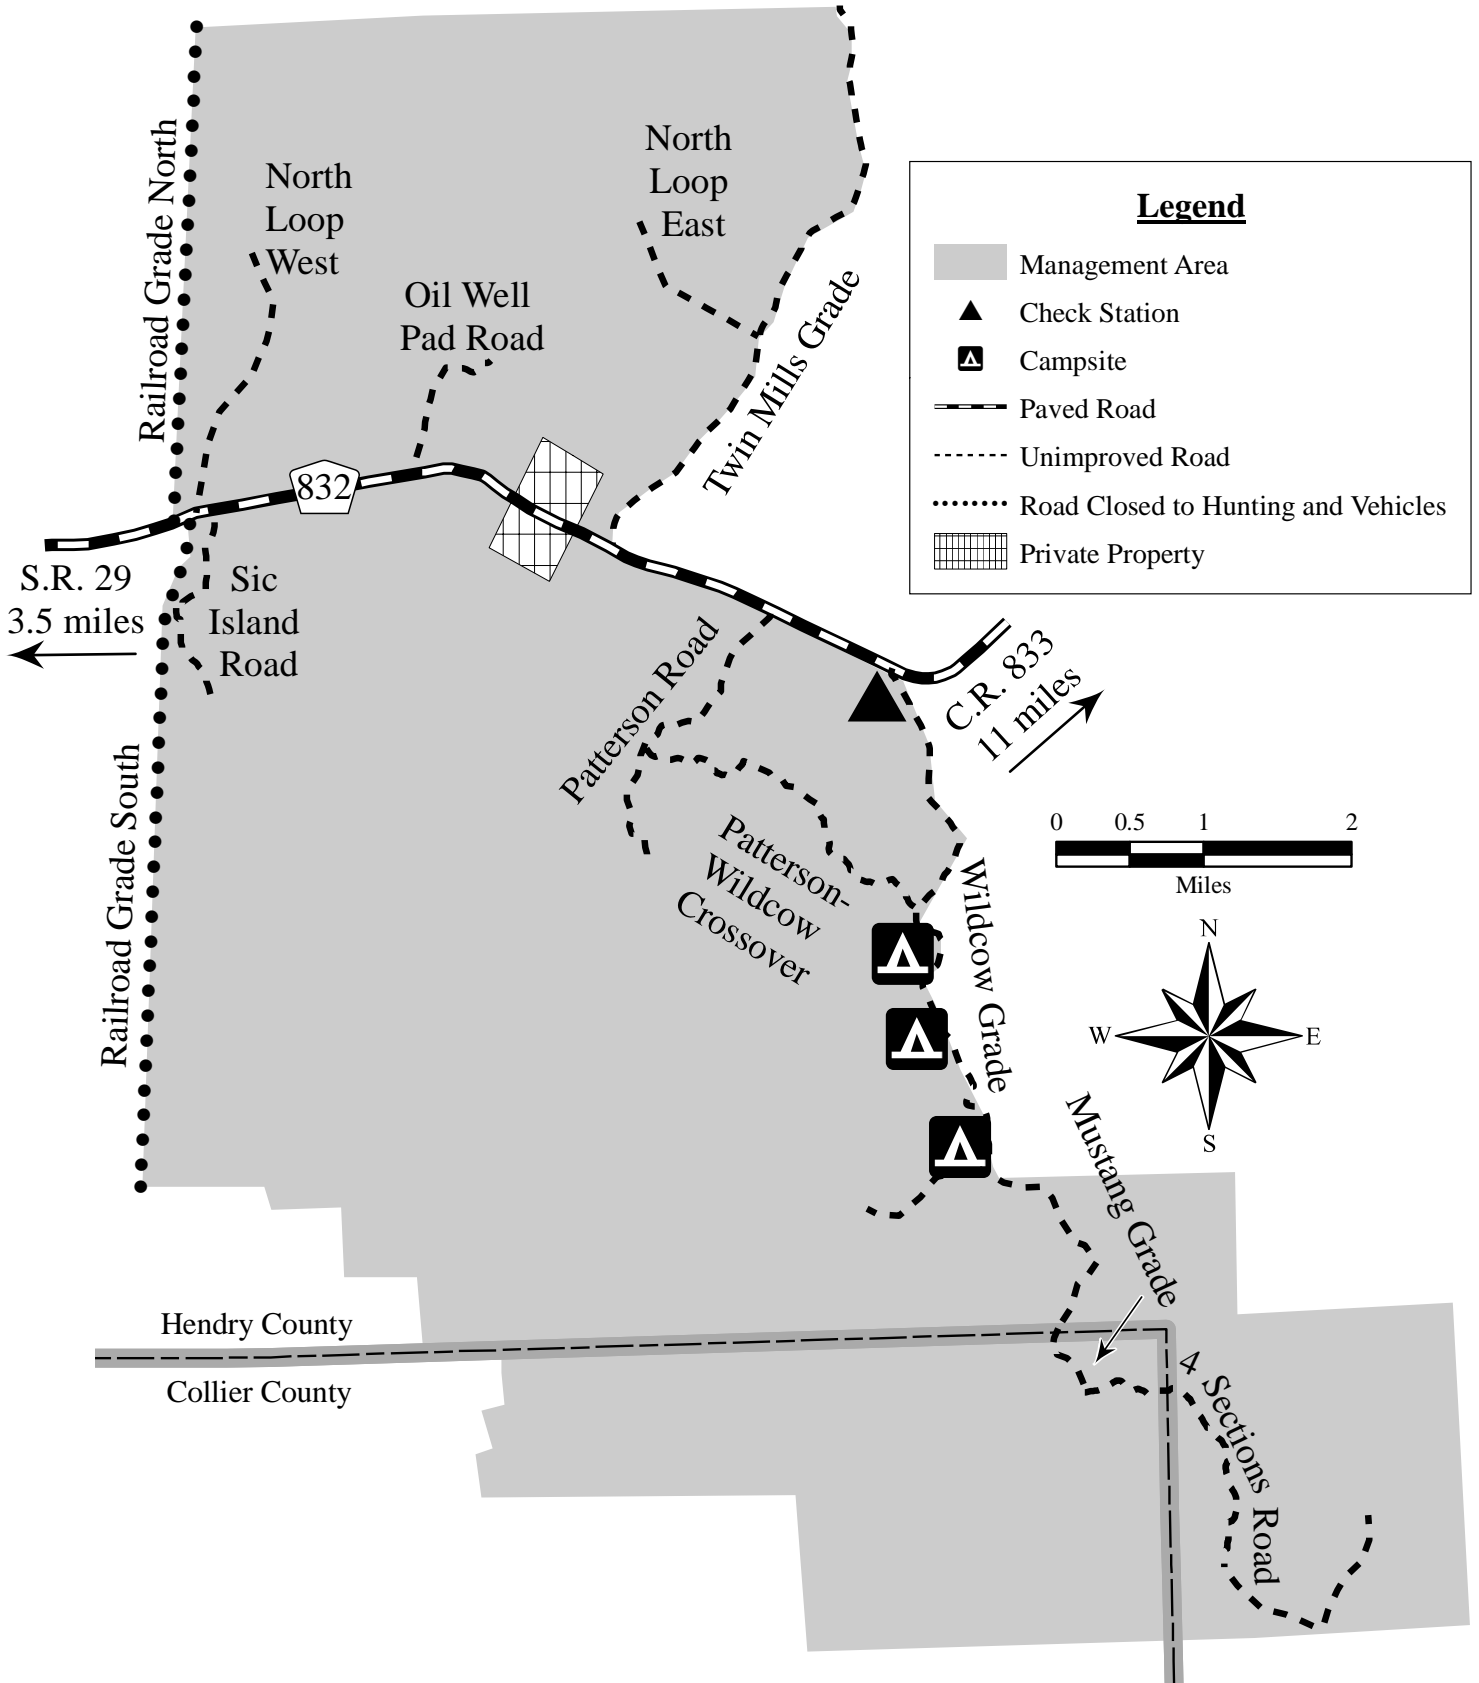 Railroad Grade North
North
Loop
West
Oil Well
Pad Road
North
Loop
East
Twin Mills Grade
Legend
Management Area
Check Station
Campsite
Paved Road
Unimproved Road
Road Closed to Hunting and Vehicles
Private Property
832
S.R. 29
3.5 miles
Sic
Island
Road
Patterson Road
C.R. 833
11 miles
Railroad Grade South
Patterson-
Wildcow
Crossover
Wildcow Grade
0 0.5 1 2
Miles
N
W E
S
Mustang Grade
Hendry County
Collier County
4 Sections Road